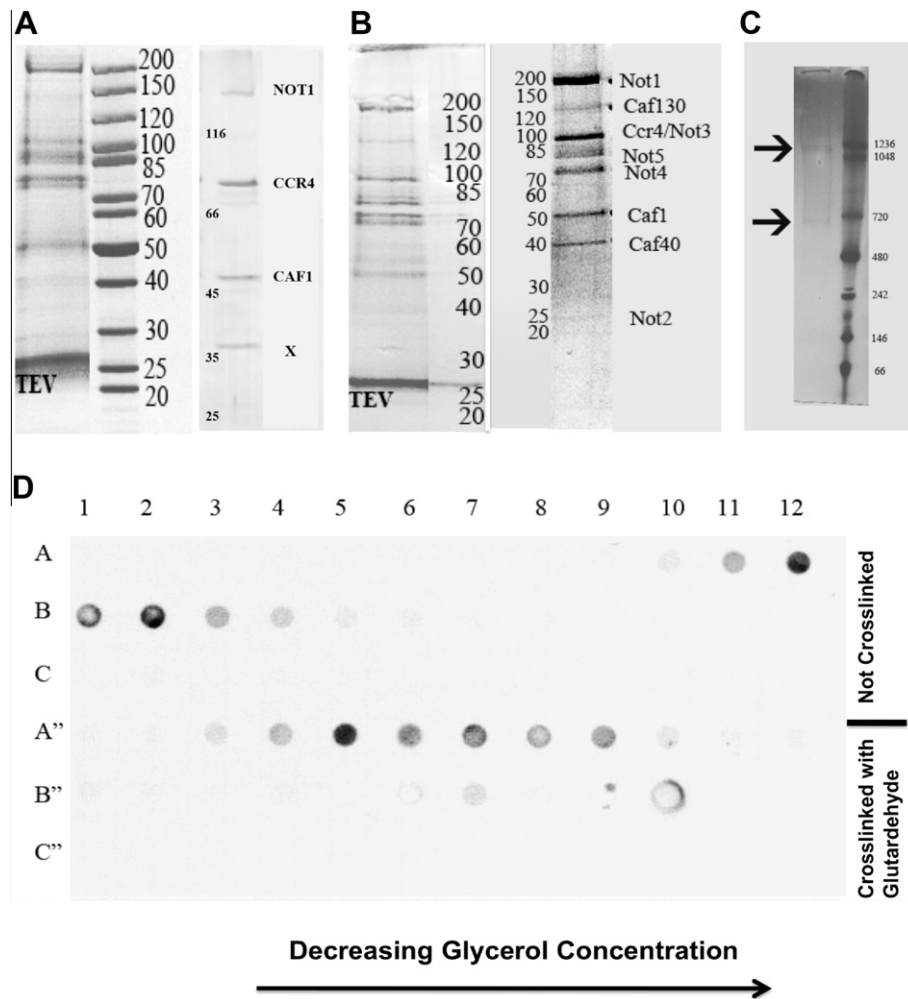 A
200
150
120
100
85
70
60
50
40
30
25
20
TEV
NOT1
116
CCR4
66
CAF1
45
35
X
25
B
200
150
120
100
85
70
60
50
40
30
25
20
TEV
200
150
120
100
85
70
60
50
40
30
25
20
Not1
Caf130
Ccr4/Not3
Not5
Not4
Caf1
Caf40
Not2
C
1236
1048
720
480
242
146
66
D
1 2 3 4 5 6 7 8 9 10 11 12
A
B
C
A”
B”
C”
Not Crosslinked
Crosslinked with
Glutardehyde
Decreasing Glycerol Concentration